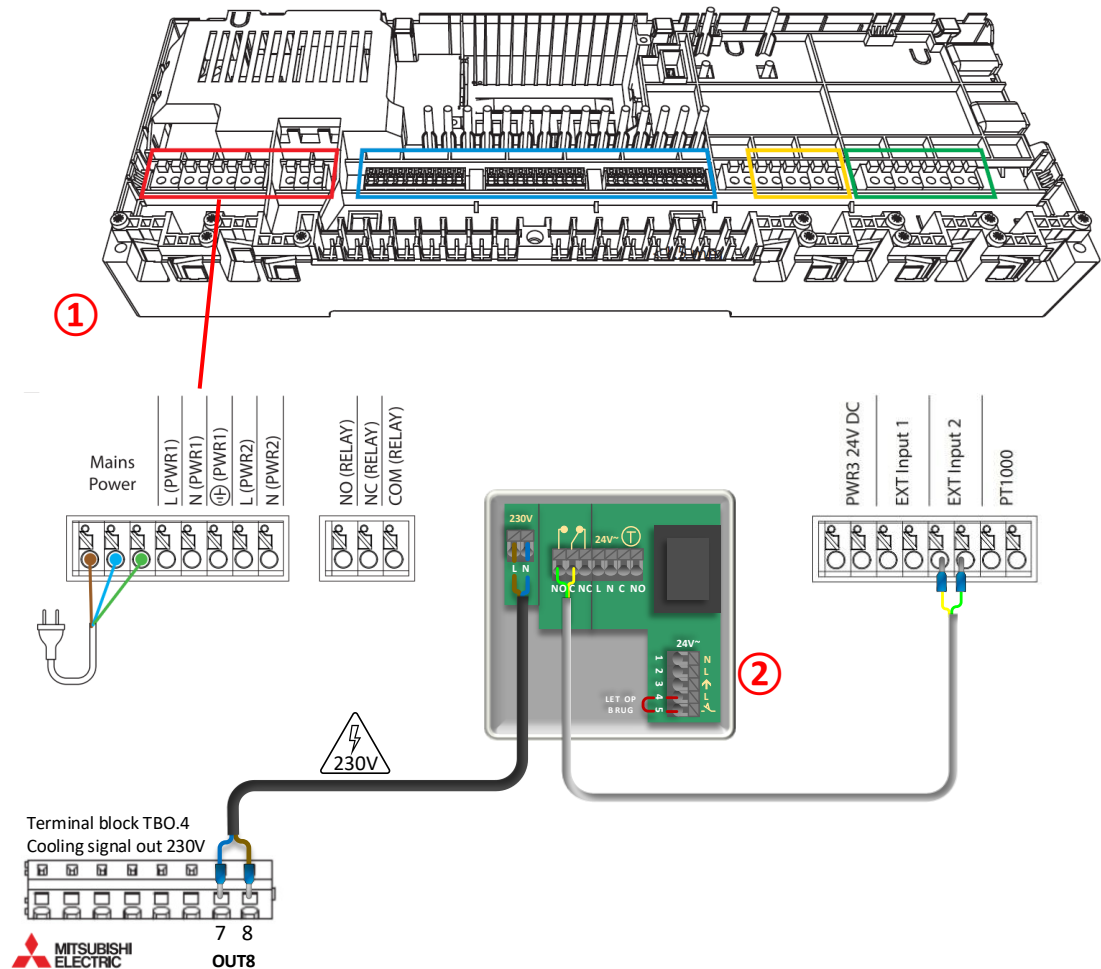 1
Mains
Power
L (PWR1)
N (PWR1)
(PWR1)
L (PWR2)
N (PWR2)
NO (RELAY)
NC (RELAY)
COM (RELAY)
PWR3 24V DC
EXT Input 1
EXT Input 2
PT1000
230V
24V~ T
L N
NO C NC L N C NO
24V~
1 N
2 L
3
4 L
5
LET OP
BRUG
2
230V
Terminal block TBO.4
Cooling signal out 230V
7 8
OUT8
MITSUBISHI
ELECTRIC